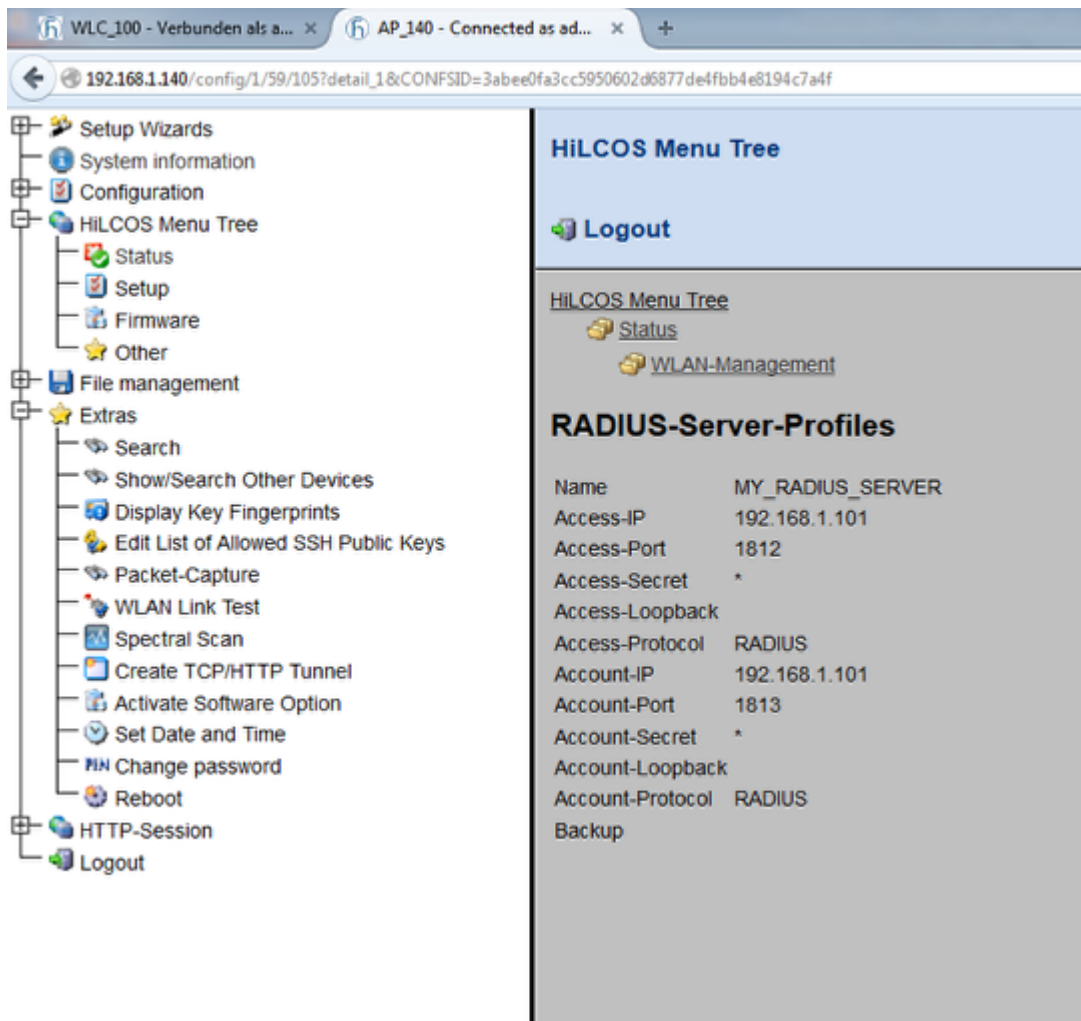 WLC_100 - Verbunden als a...
AP_140 - Connected as ad...
192.168.1.140/config/1/59/105?detail_1&CONFSID=3abee0fa3cc5950602d6877de4fbb4e8194c7a4f
Setup Wizards
System information
Configuration
HiLCOS Menu Tree
Status
Setup
Firmware
Other
File management
Extras
Search
Show/Search Other Devices
Display Key Fingerprints
Edit List of Allowed SSH Public Keys
Packet-Capture
WLAN Link Test
Spectral Scan
Create TCP/HTTP Tunnel
Activate Software Option
Set Date and Time
PIN Change password
Reboot
HTTP-Session
Logout
HiLCOS Menu Tree
Logout
HiLCOS Menu Tree
Status
WLAN-Management
RADIUS-Server-Profiles
Name MY_RADIUS_SERVER
Access-IP 192.168.1.101
Access-Port 1812
Access-Secret *
Access-Loopback
Access-Protocol RADIUS
Account-IP 192.168.1.101
Account-Port 1813
Account-Secret *
Account-Loopback
Account-Protocol RADIUS
Backup